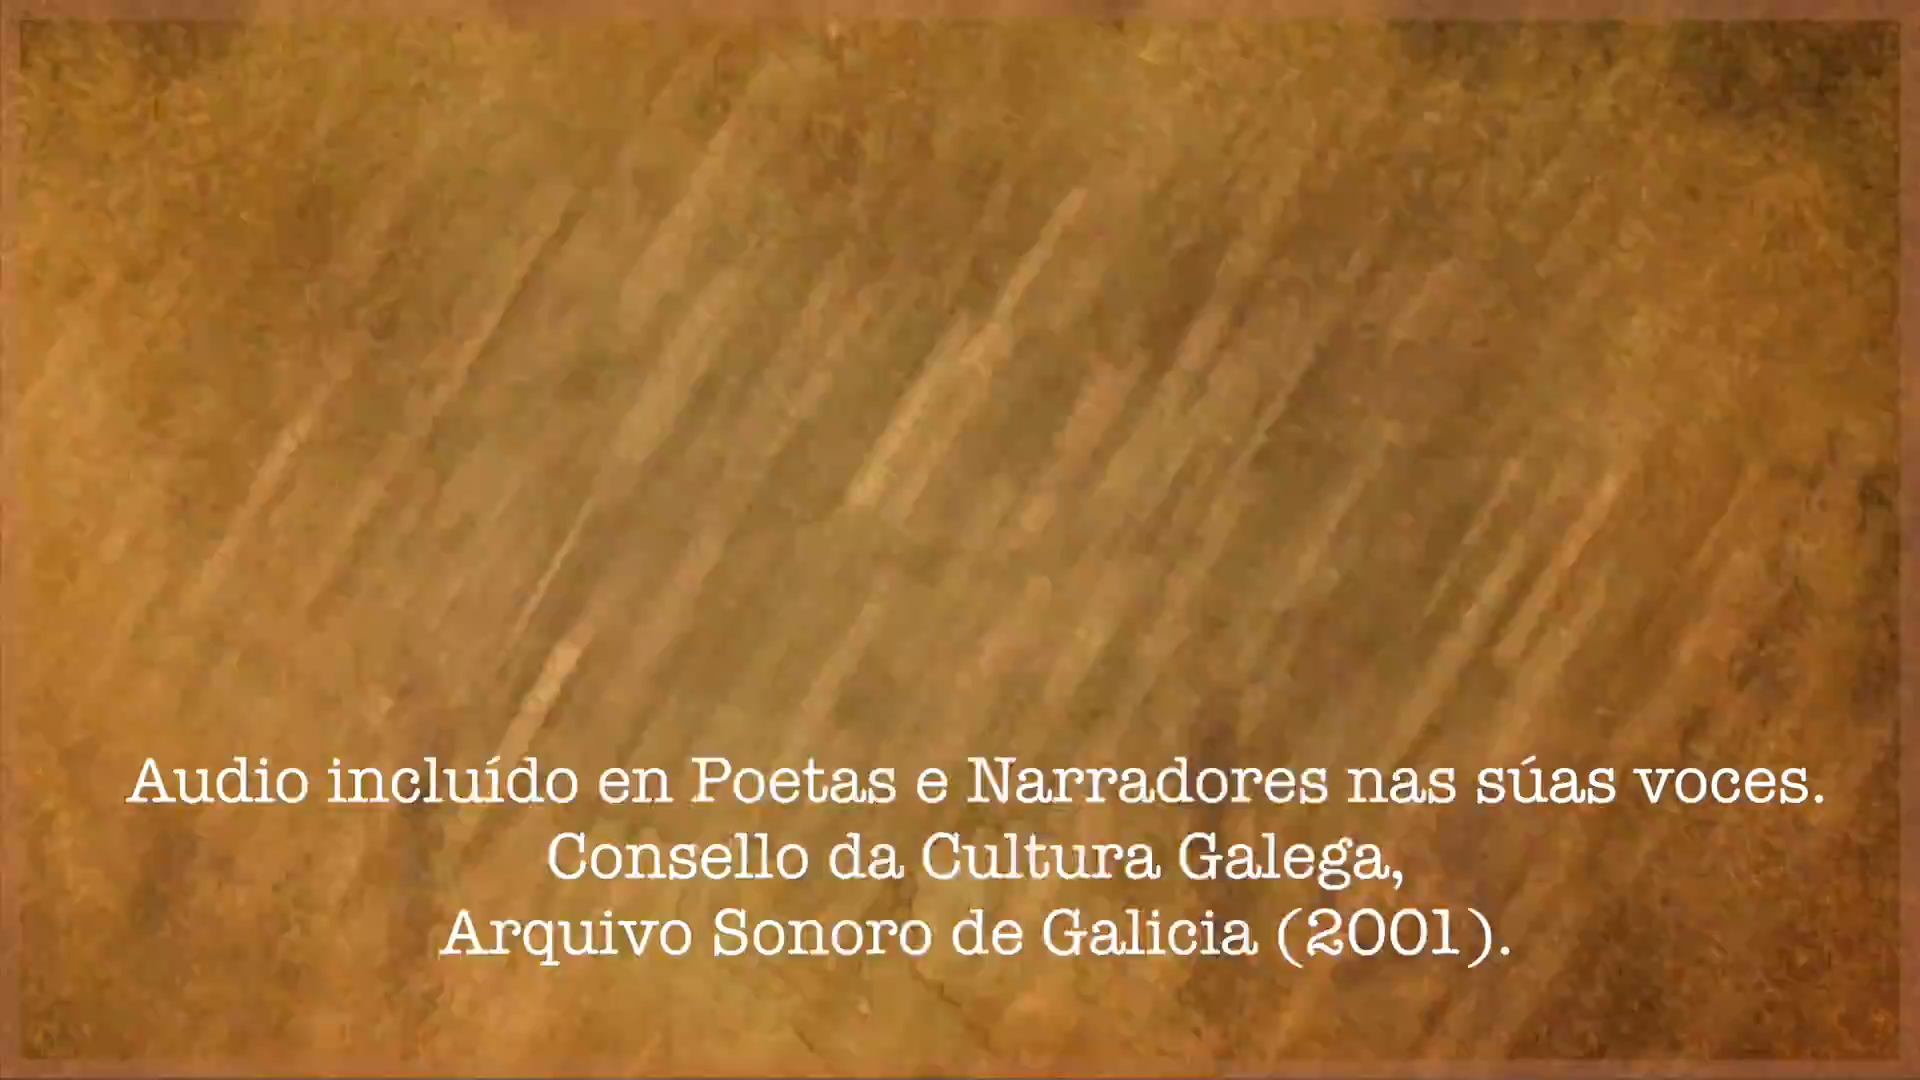 Audio incluído en Poetas e Narradores nas súas voces.
Consello da Cultura Galega,
Arquivo Sonoro de Galicia (2001).